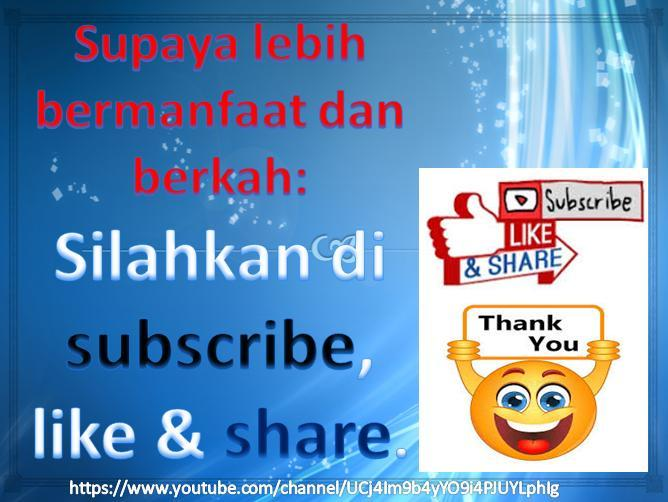 Supaya lebih
bermanfaat dan
berkah:
Silahkan di
subscribe,
like & share.
Subscribe
LIKE
& SHARE
Thank
You
https://www.youtube.com/channel/UCj4Im9b4yYO9i4PJUYLphIg